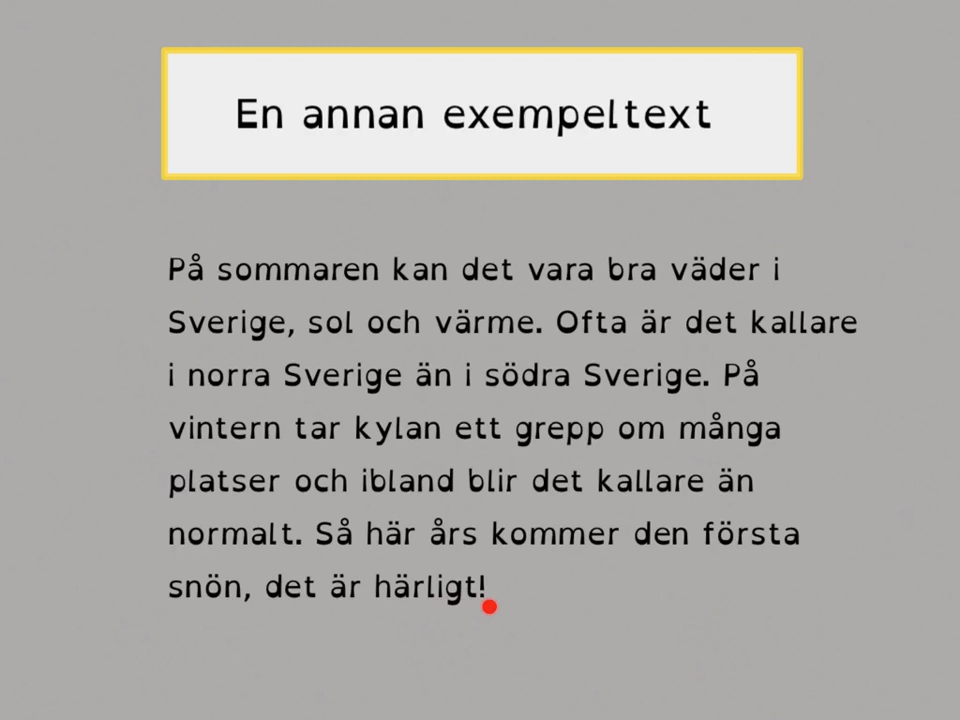 En annan exempeltext
På sommaren kan det vara bra väder i
Sverige, sol och värme. Ofta är det kallare
i norra Sverige än i södra Sverige. På
vintern tar kylan ett grepp om många
platser och ibland blir det kallare än
normalt. Så här års kommer den första
snön, det är härligt!